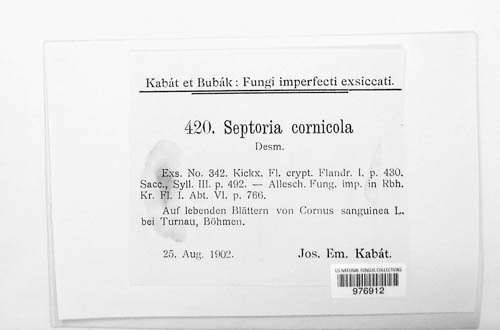 Kabát et Bubák: Fungi imperfecti exsiccati.
420. Septoria cornicola
Desm.
Exs. No. 342. Kickx. Fl. crypt. Flandr. I. p. 430.
Sacc., Syll. III. p. 492. — Allesch. Fung. imp. in Rbh.
Kr. Fl. I. Abt. VI. p. 766.
Auf lebenden Blättern von Cornus sanguinea L.
bei Turnau, Böhmen.
25. Aug. 1902. Jos. Em. Kabát.
US NATIONAL FUNGUS COLLECTIONS
976912